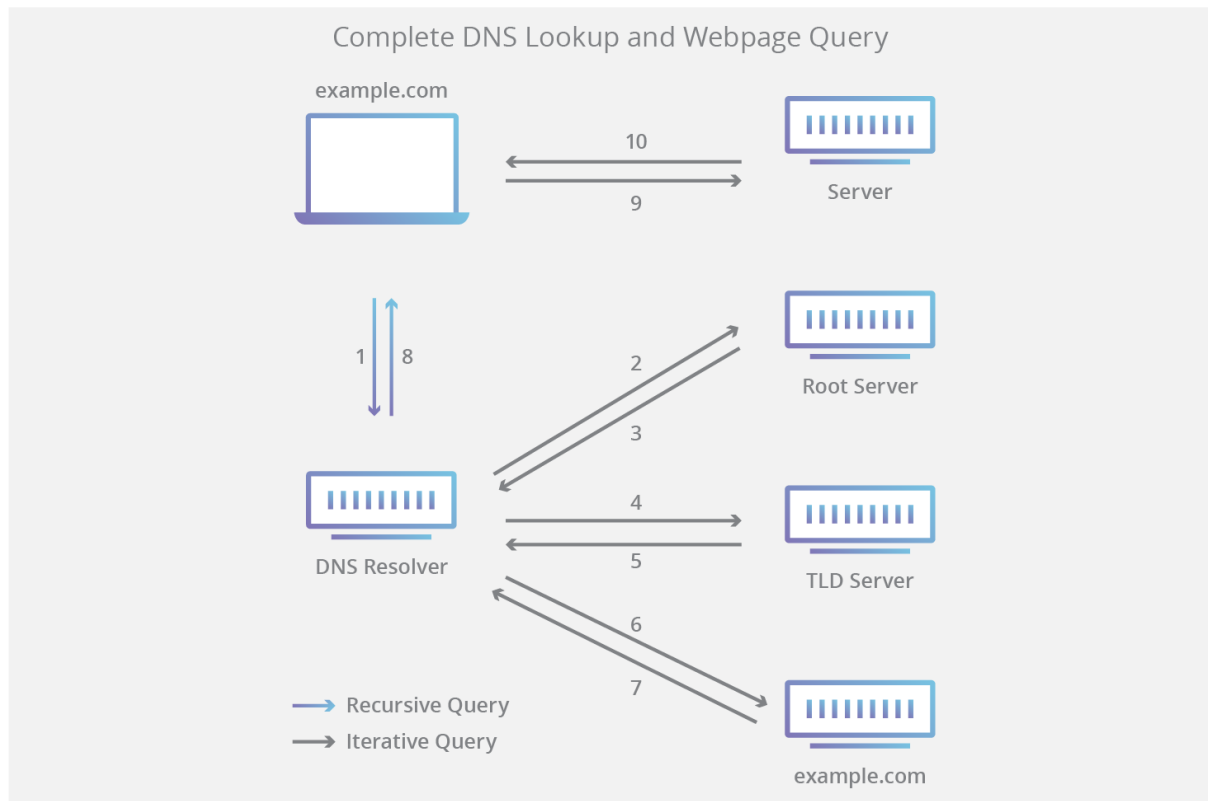 Complete DNS Lookup and Webpage Query
example.com
10
9
Server
1
8
2
3
Root Server
4
5
DNS Resolver
TLD Server
6
7
Recursive Query
Iterative Query
example.com